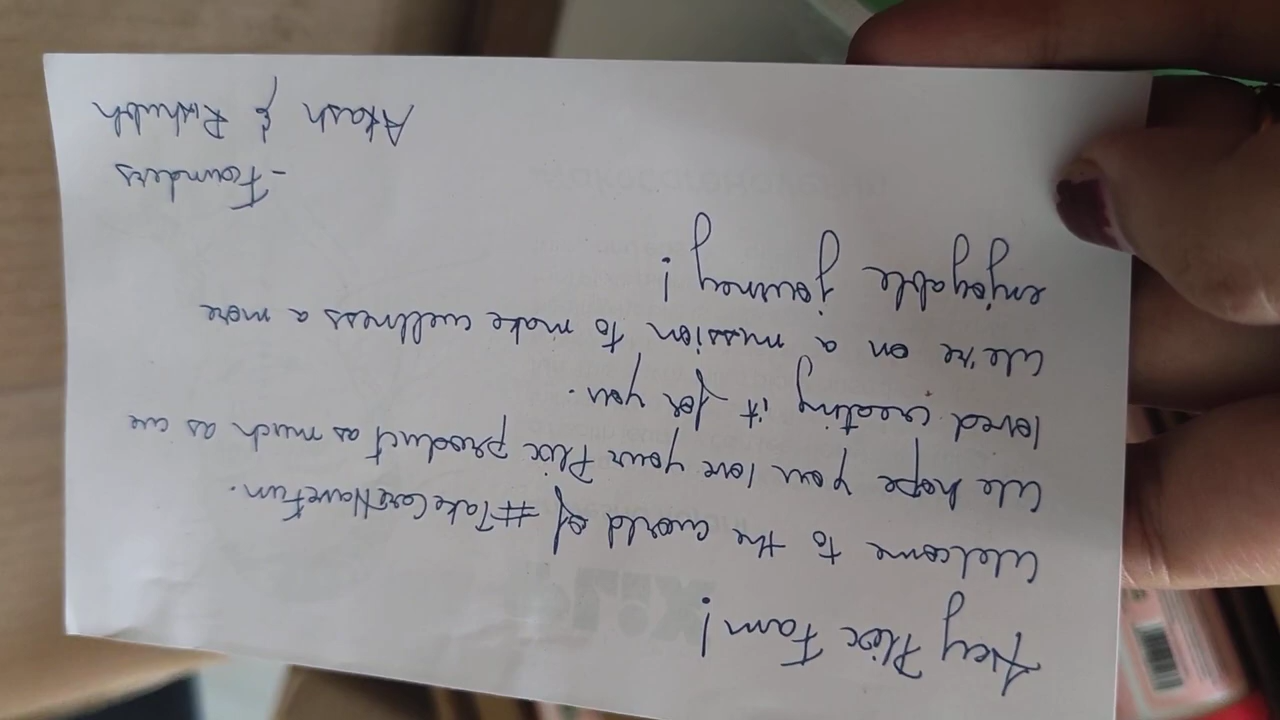 Hey Plix Fam!
Welcome to the world of #TakeCareHaveFun.
We hope you love your Plix product as much as we
loved creating it for you.
We're on a mission to make wellness a more
enjoyable journey!
- Founders
Akash & Rishubh